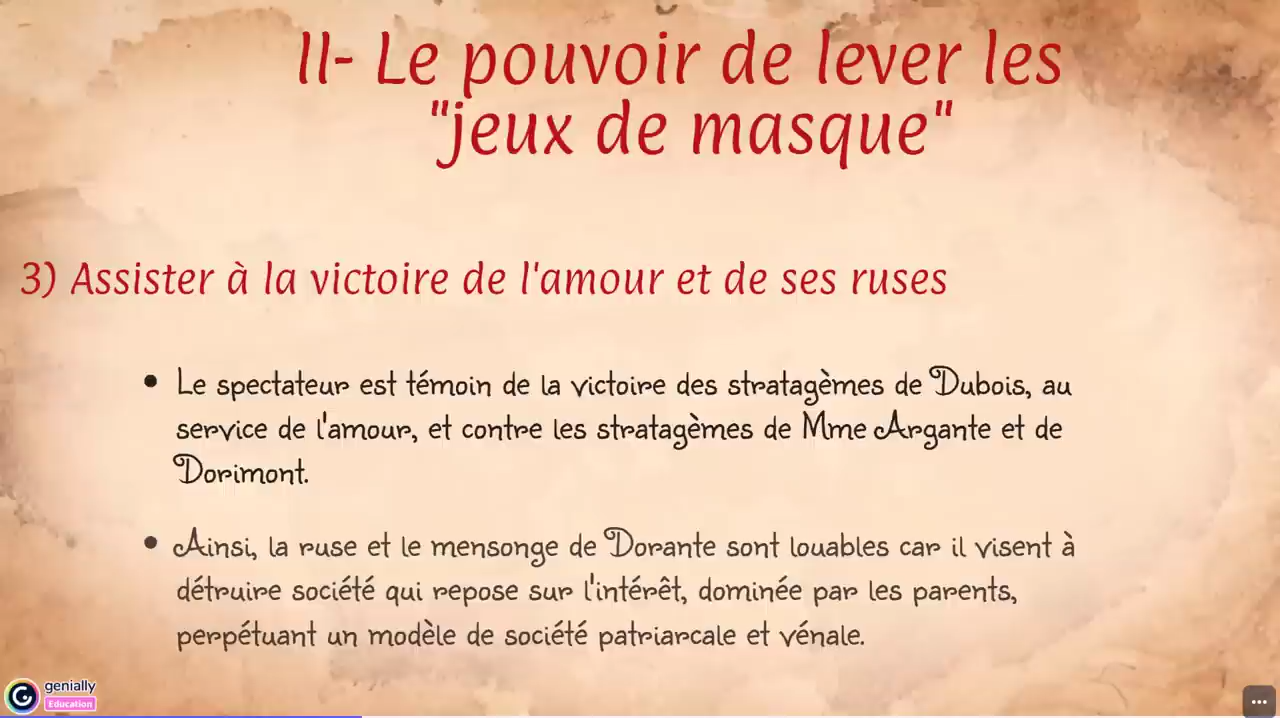 II- Le pouvoir de lever les
"jeux de masque"
3) Assister à la victoire de l'amour et de ses ruses
• Le spectateur est témoin de la victoire des stratagèmes de Dubois, au
service de l'amour, et contre les stratagèmes de Mme Argante et de
Dorimont.
• Ainsi, la ruse et le mensonge de Dorante sont louables car il visent à
détruire société qui repose sur l'intérêt, dominée par les parents,
perpétuant un modèle de société patriarcale et vénale.
genially
Education